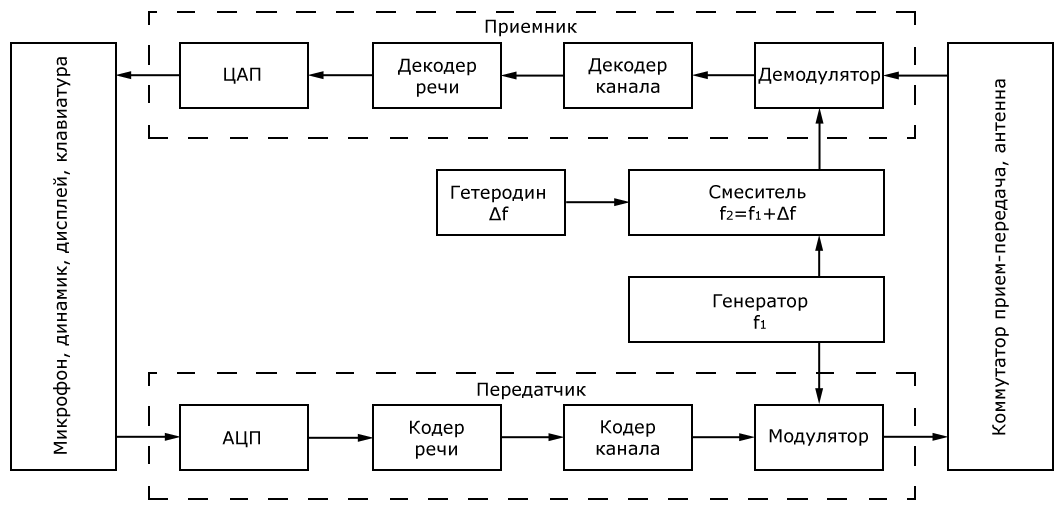 Приемник
Микрофон, динамик, дисплей, клавиатура
ЦАП
Декодер
речи
Декодер
канала
Демодулятор
Коммутатор прием-передача, антенна
Гетеродин
Δf
Смеситель
f₂=f₁+Δf
Генератор
f₁
Передатчик
АЦП
Кодер
речи
Кодер
канала
Модулятор